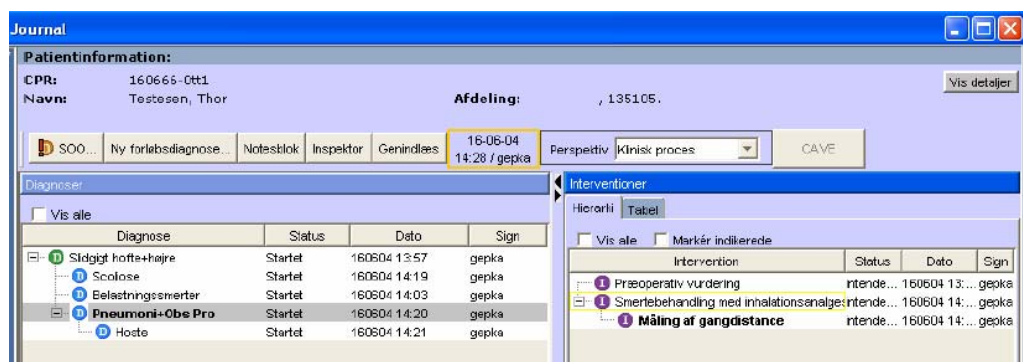 Journal
Patientinformation:
CPR: 160666-0tt1
Vis detaljer
Navn: Testesen, Thor Afdeling: , 135105.
SOO... Ny forløbsdiagnose... Notesblok Inspektor Genindlæs 16-06-04 14:28 / gepka Perspektiv Klinisk proces CAVE
Diagnoser
Vis alle
Diagnose Status Dato Sign
Slidgigt hofte+højre Startet 160604 13:57 gepka
Scoliose Startet 160604 14:19 gepka
Belastningssmerter Startet 160604 14:03 gepka
Pneumoni+Obs Pro Startet 160604 14:20 gepka
Hoste Startet 160604 14:21 gepka
Interventioner
Hierarki Tabel
Vis alle Markér indikerede
Intervention Status Dato Sign
Præoperativ vurdering intende... 160604 13:... gepka
Smertebehandling med inhalationsanalges intende... 160604 14:... gepka
Måling af gangdistance intende... 160604 14:... gepka